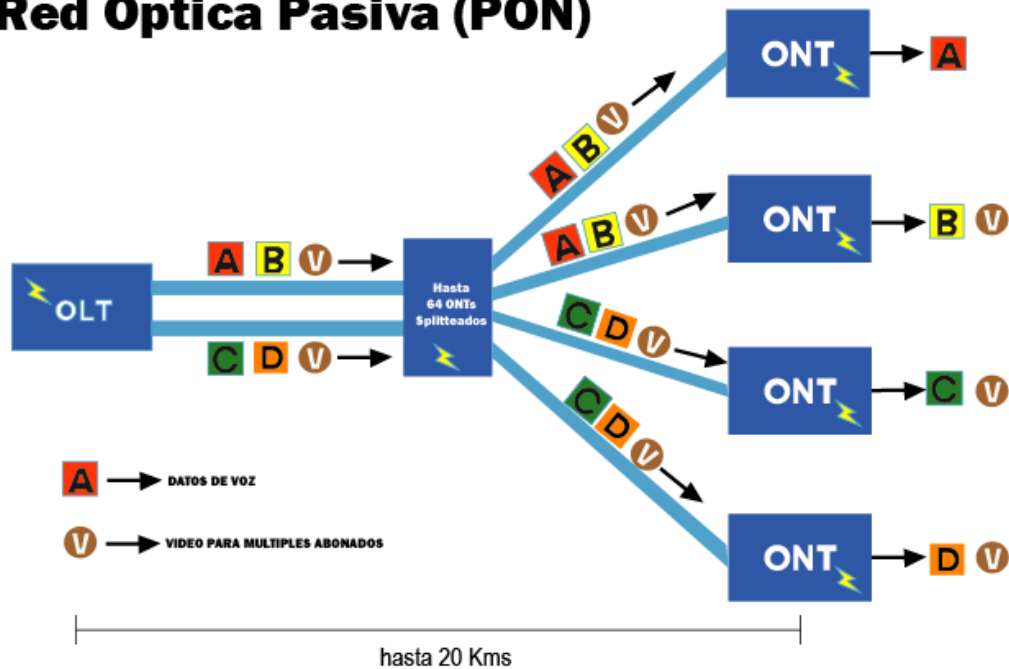 Red Optica Pasiva (PON)
ONT
A
A B V
ONT
B V
A B V
A B V
OLT
Hasta
64 ONTs
Splitteados
C D V
C D V
ONT
C V
C D V
A
DATOS DE VOZ
V
VIDEO PARA MULTIPLES ABONADOS
ONT
D V
hasta 20 Kms